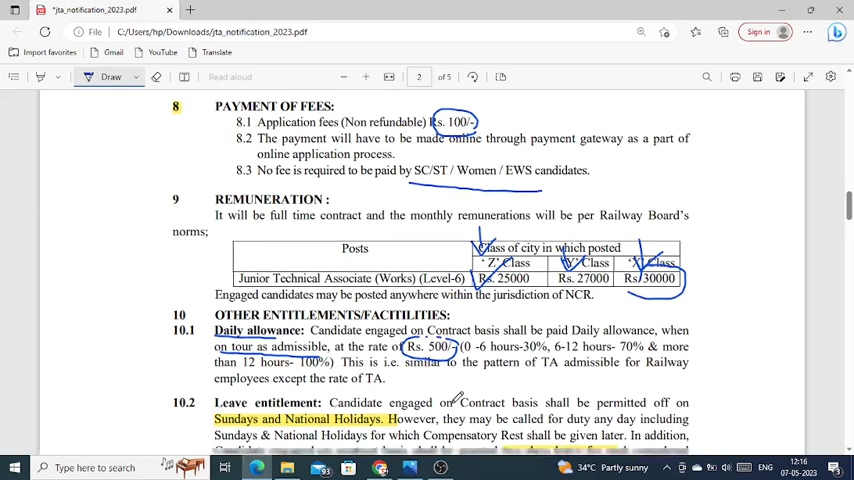 *jta_notification_2023.pdf
File C:/Users/hp/Downloads/jta_notification_2023.pdf
Sign in
Import favorites Gmail YouTube Translate
Draw Read aloud 2 of 5
8 PAYMENT OF FEES:
8.1 Application fees (Non refundable) Rs. 100/-
8.2 The payment will have to be made online through payment gateway as a part of
online application process.
8.3 No fee is required to be paid by SC/ST / Women / EWS candidates.
9 REMUNERATION :
It will be full time contract and the monthly remunerations will be per Railway Board's
norms;
Posts Class of city in which posted
' Z' Class 'Y' Class 'X' Class
Junior Technical Associate (Works) (Level-6) Rs. 25000 Rs. 27000 Rs. 30000
Engaged candidates may be posted anywhere within the jurisdiction of NCR.
10 OTHER ENTITLEMENTS/FACITILITIES:
10.1 Daily allowance: Candidate engaged on Contract basis shall be paid Daily allowance, when
on tour as admissible, at the rate of Rs. 500/- (0 -6 hours-30%, 6-12 hours- 70% & more
than 12 hours- 100%) This is i.e. similar to the pattern of TA admissible for Railway
employees except the rate of TA.
10.2 Leave entitlement: Candidate engaged on Contract basis shall be permitted off on
Sundays and National Holidays. However, they may be called for duty any day including
Sundays & National Holidays for which Compensatory Rest shall be given later. In addition,
Type here to search
93
34°C Partly sunny
ENG
12:16
07-05-2023
3